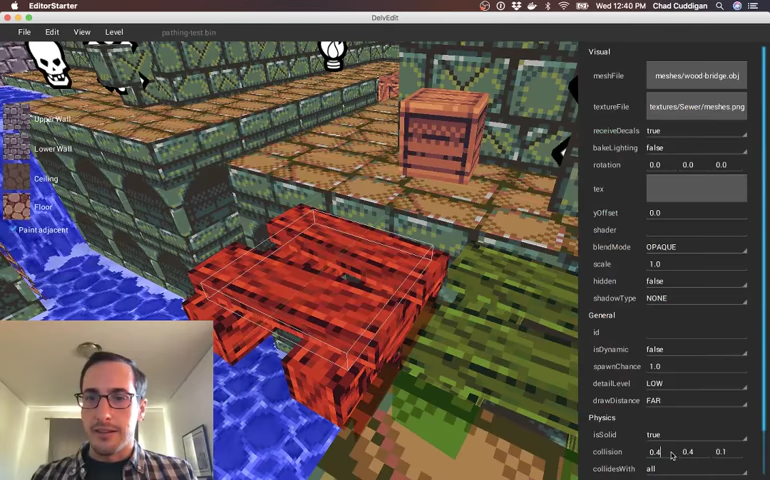 EditorStarter
Wed 12:40 PM Chad Cuddigan
DelvEdit
File Edit View Level pathing-test.bin
Visual
meshFile meshes/wood-bridge.obj
textureFile textures/Sewer/meshes.png
receiveDecals true
bakeLighting false
rotation 0.0 0.0 0.0
tex
yOffset 0.0
shader
blendMode OPAQUE
scale 1.0
hidden false
shadowType NONE
General
id
isDynamic false
spawnChance 1.0
detailLevel LOW
drawDistance FAR
Physics
isSolid true
collision 0.4 0.4 0.1
collidesWith all
Upper Wall
Lower Wall
Ceiling
Floor
Paint adjacent